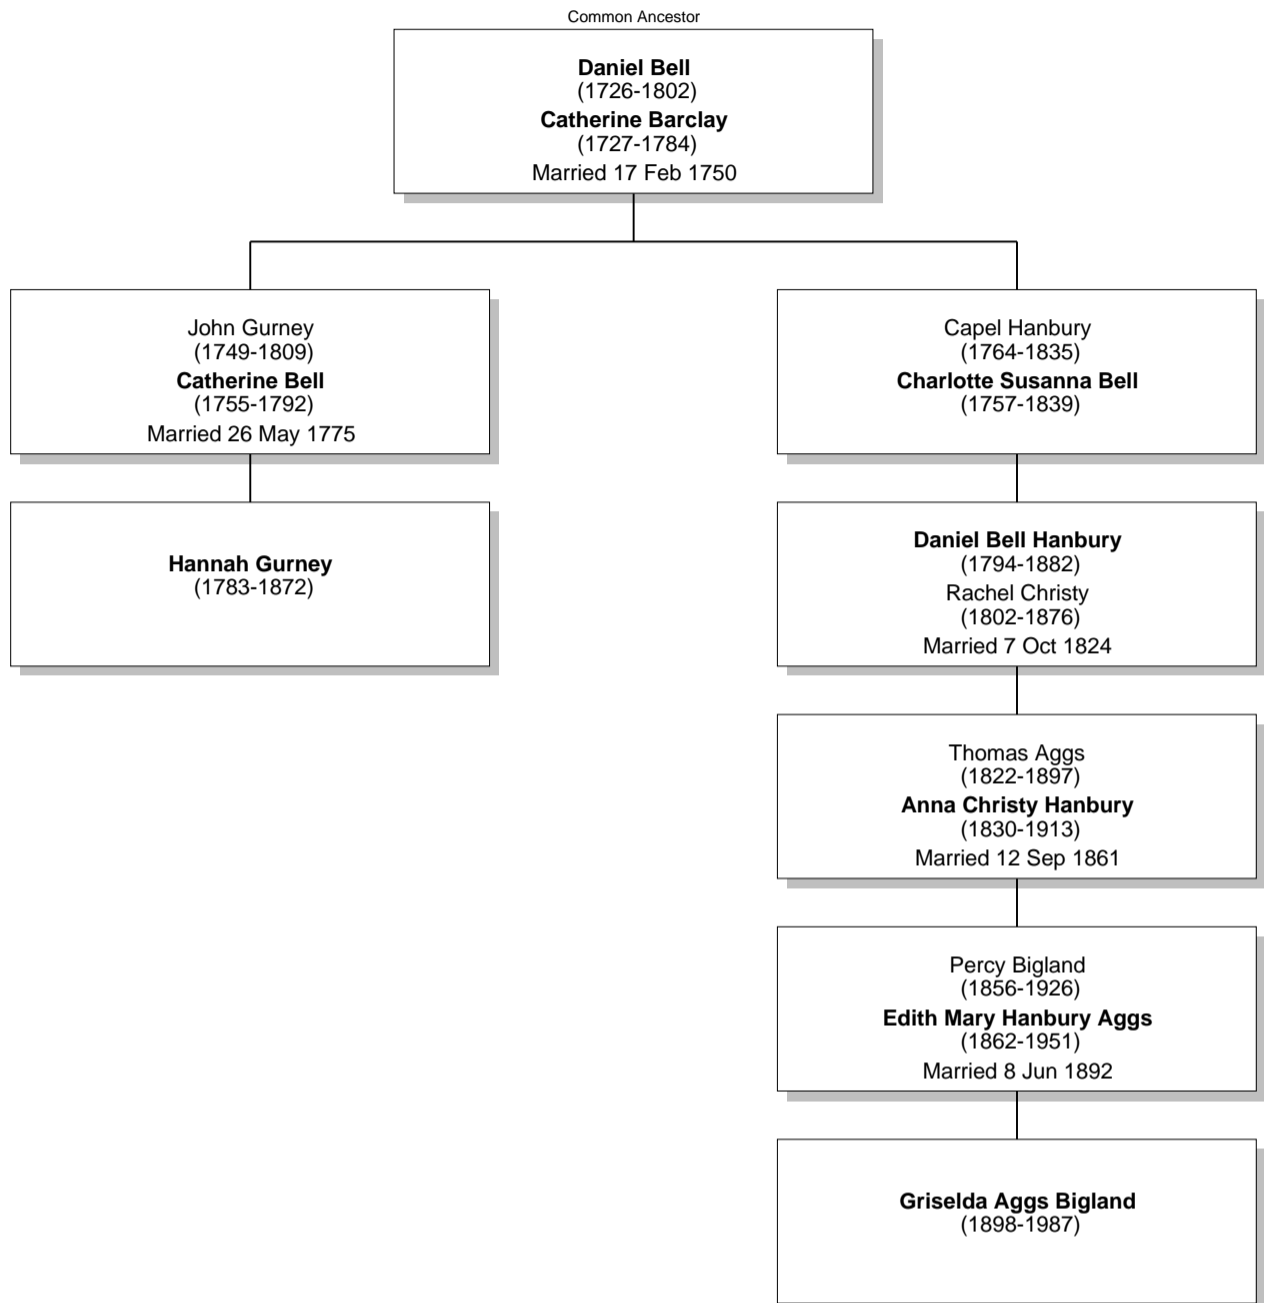 Common Ancestor
Daniel Bell
(1726-1802)
Catherine Barclay
(1727-1784)
Married 17 Feb 1750
John Gurney
(1749-1809)
Catherine Bell
(1755-1792)
Married 26 May 1775
Capel Hanbury
(1764-1835)
Charlotte Susanna Bell
(1757-1839)
Hannah Gurney
(1783-1872)
Daniel Bell Hanbury
(1794-1882)
Rachel Christy
(1802-1876)
Married 7 Oct 1824
Thomas Aggs
(1822-1897)
Anna Christy Hanbury
(1830-1913)
Married 12 Sep 1861
Percy Bigland
(1856-1926)
Edith Mary Hanbury Aggs
(1862-1951)
Married 8 Jun 1892
Griselda Aggs Bigland
(1898-1987)